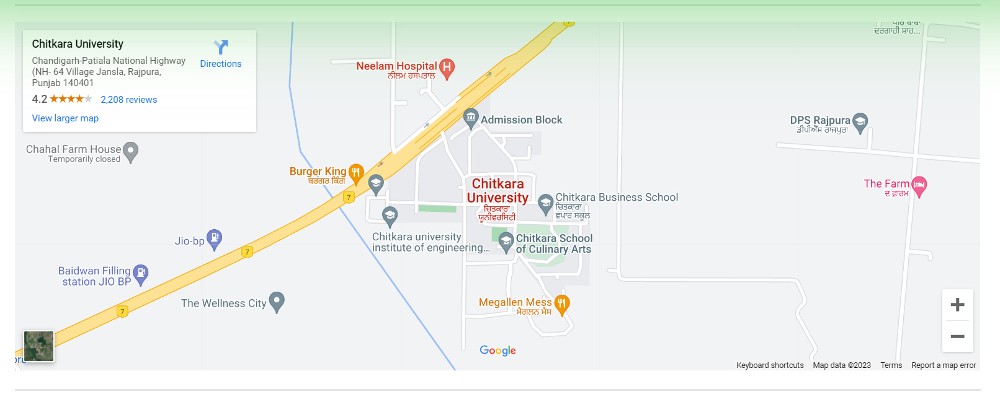 Chitkara University
Directions
Chandigarh-Patiala National Highway
(NH- 64 Village Jansla, Rajpura,
Punjab 140401
4.2 ★★★★★ 2,208 reviews
View larger map
7
ਪੀਰ ਬਾਬਾ
ਦਰਗਾਹੀ ਸ਼ਾਹ...
Neelam Hospital
ਨੀਲਮ ਹਸਪਤਾਲ
H
Admission Block
DPS Rajpura
ਡੀਪੀਐੱਸ ਰਾਜਪੁਰਾ
Chahal Farm House
Temporarily closed
Burger King
ਬਰਗਰ ਕਿੰਗ
7
Chitkara
University
ਚਿਤਕਾਰਾ
ਯੂਨੀਵਰਸਿਟੀ
Chitkara Business School
ਚਿਤਕਾਰਾ
ਵਪਾਰ ਸਕੂਲ
The Farm
ਦ ਫ਼ਾਰਮ
Chitkara university
institute of engineering...
Chitkara School
of Culinary Arts
Jio-bp
7
Baidwan Filling
station JIO BP
The Wellness City
7
Megallen Mess
ਮੈਗਲਨ ਮੈਸ
Google
Keyboard shortcuts Map data ©2023 Terms Report a map error